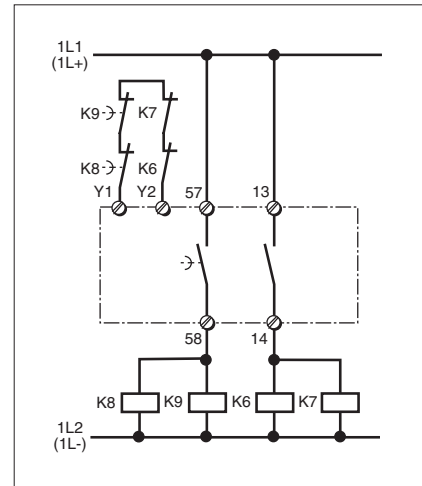 1L1
(1L+)
K9 K7
K8 K6
Y1 Y2 57 13
58 14
K8 K9 K6 K7
1L2
(1L-)